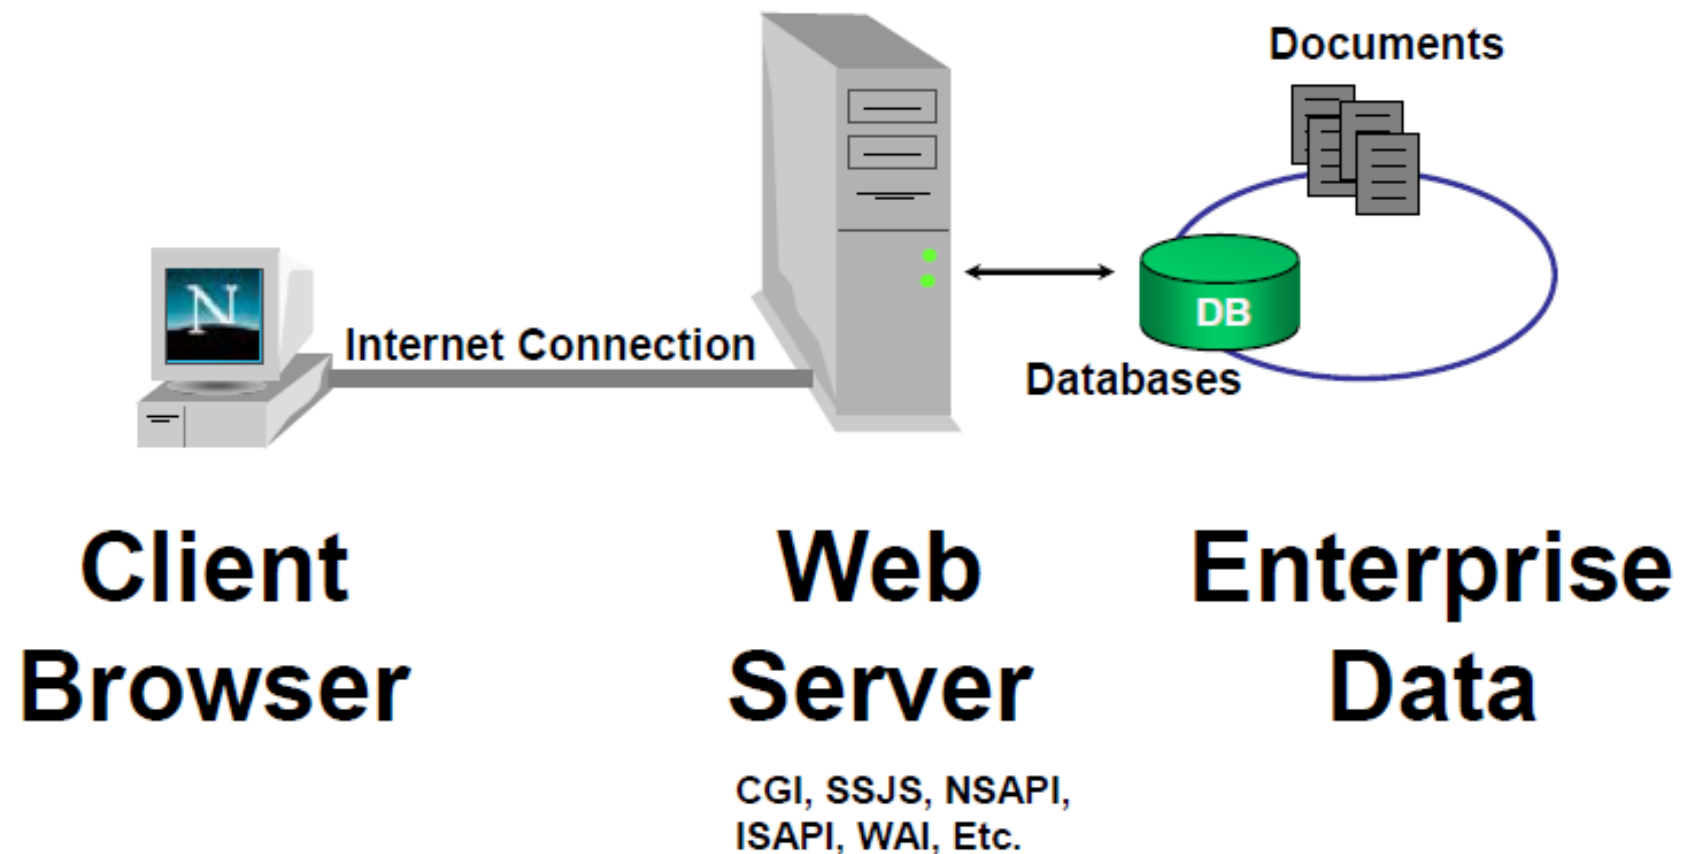 Documents
N
Internet Connection
DB
Databases
Client
Browser
Web
Server
Enterprise
Data
CGI, SSJS, NSAPI,
ISAPI, WAI, Etc.